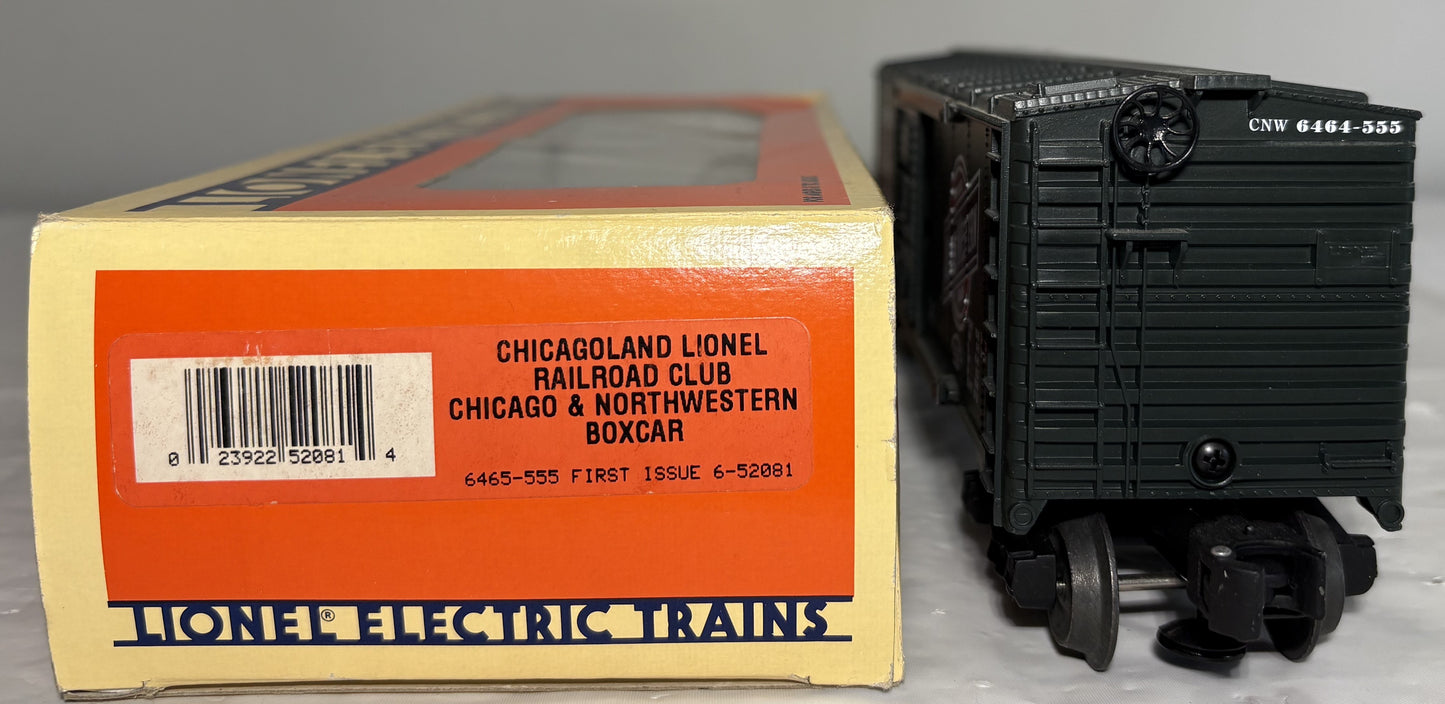 CHICAGOLAND LIONEL
RAILROAD CLUB
CHICAGO & NORTHWESTERN
BOXCAR
0 23922 52081 4
6465-555 FIRST ISSUE 6-52081
LIONEL® ELECTRIC TRAINS
CNW 6464-555